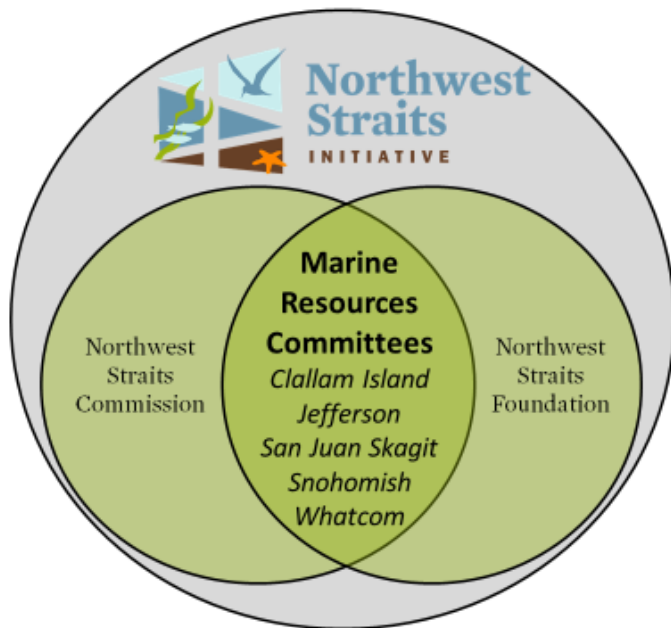 Northwest
Straits
INITIATIVE
Marine
Resources
Committees
Clallam Island
Jefferson
San Juan Skagit
Snohomish
Whatcom
Northwest
Straits
Commission
Northwest
Straits
Foundation